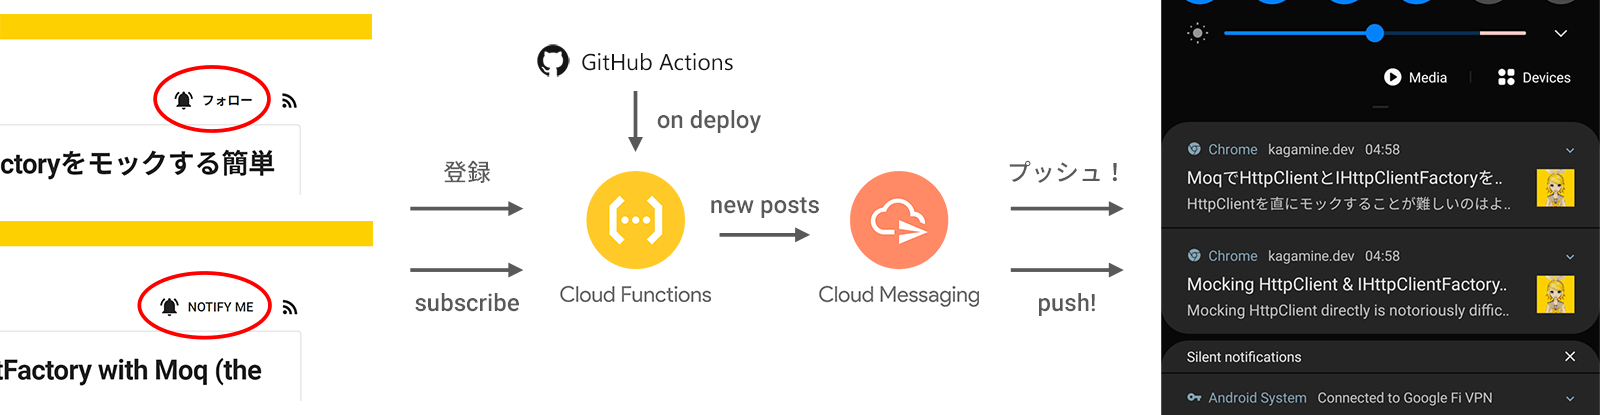 フォロー
ctoryをモックする簡単
NOTIFY ME
tFactory with Moq (the
GitHub Actions
on deploy
登録
subscribe
Cloud Functions
new posts
Cloud Messaging
プッシュ！
push!
Media
Devices
Chrome kagamine.dev 04:58
MoqでHttpClientとIHttpClientFactoryを..
HttpClientを直にモックすることが難しいのはよ..
Chrome kagamine.dev 04:58
Mocking HttpClient & IHttpClientFactory..
Mocking HttpClient directly is notoriously diffic..
Silent notifications
Android System Connected to Google Fi VPN